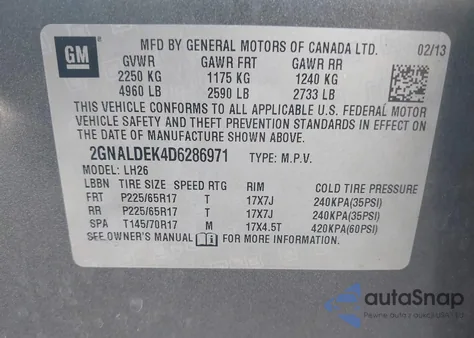 GM
MFD BY GENERAL MOTORS OF CANADA LTD. 02/13
GVWR GAWR FRT GAWR RR
2250 KG 1175 KG 1240 KG
4960 LB 2590 LB 2733 LB
THIS VEHICLE CONFORMS TO ALL APPLICABLE U.S. FEDERAL MOTOR
VEHICLE SAFETY AND THEFT PREVENTION STANDARDS IN EFFECT ON
THE DATE OF MANUFACTURE SHOWN ABOVE.
2GNALDEK4D6286971 TYPE: M.P.V.
MODEL: LH26
LBBN TIRE SIZE SPEED RTG RIM COLD TIRE PRESSURE
FRT P225/65R17 T 17X7J 240KPA(35PSI)
RR P225/65R17 T 17X7J 240KPA(35PSI)
SPA T145/70R17 M 17X4.5T 420KPA(60PSI)
SEE OWNER'S MANUAL FOR MORE INFORMATION.
autoSnap
Pewne auto z USA!